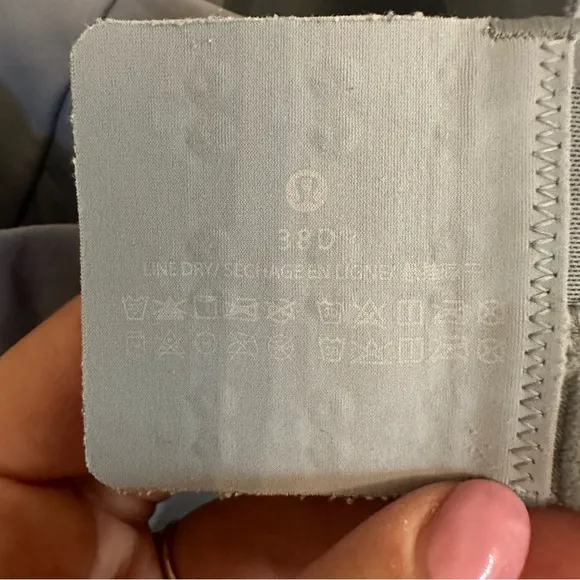 38D
LINE DRY/ SÉCHAGE EN LIGNE/